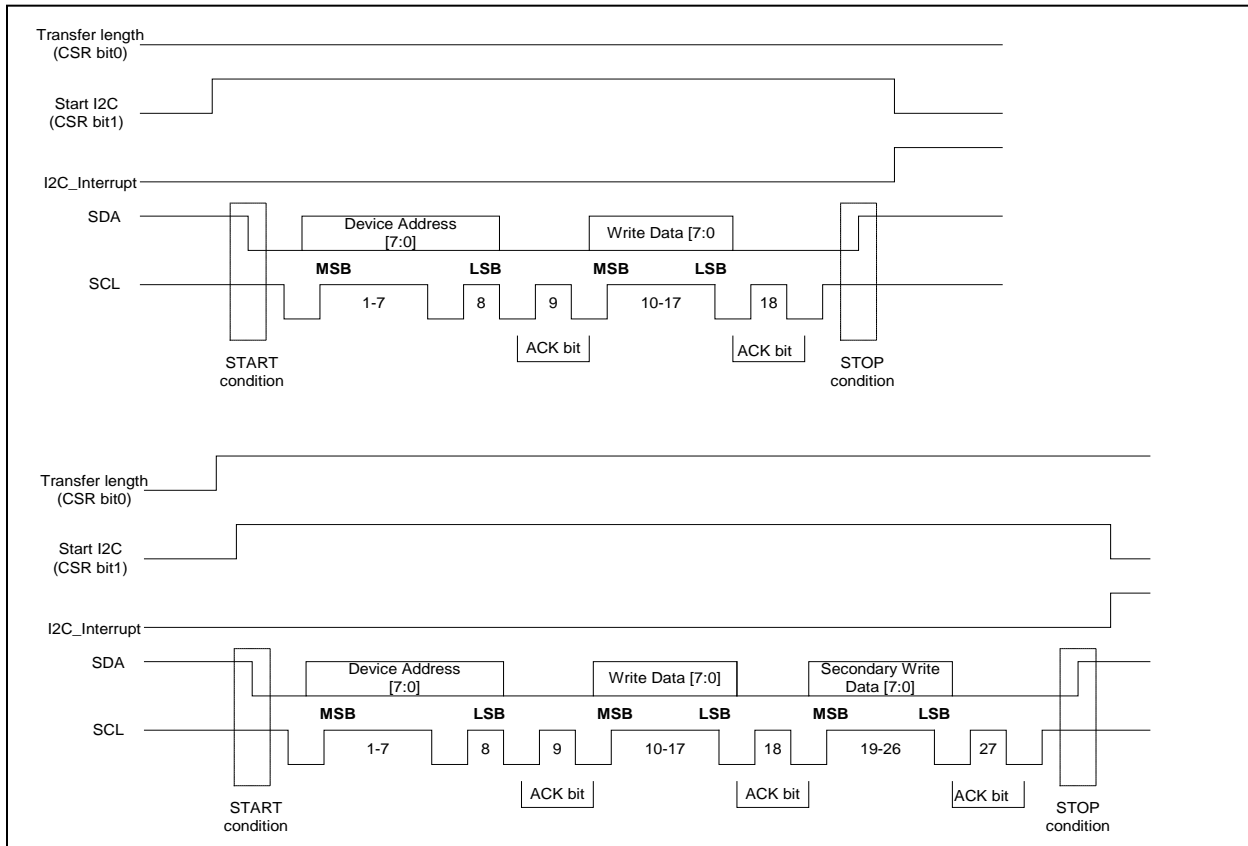 Transfer length
(CSR bit0)
Start I2C
(CSR bit1)
I2C_Interrupt
SDA
Device Address
[7:0]
Write Data [7:0
MSB
LSB
MSB
LSB
SCL
1-7
8
9
10-17
18
ACK bit
ACK bit
START
condition
STOP
condition
Transfer length
(CSR bit0)
Start I2C
(CSR bit1)
I2C_Interrupt
SDA
Device Address
[7:0]
Write Data [7:0]
Secondary Write
Data [7:0]
MSB
LSB
MSB
LSB
MSB
LSB
SCL
1-7
8
9
10-17
18
19-26
27
ACK bit
ACK bit
ACK bit
START
condition
STOP
condition